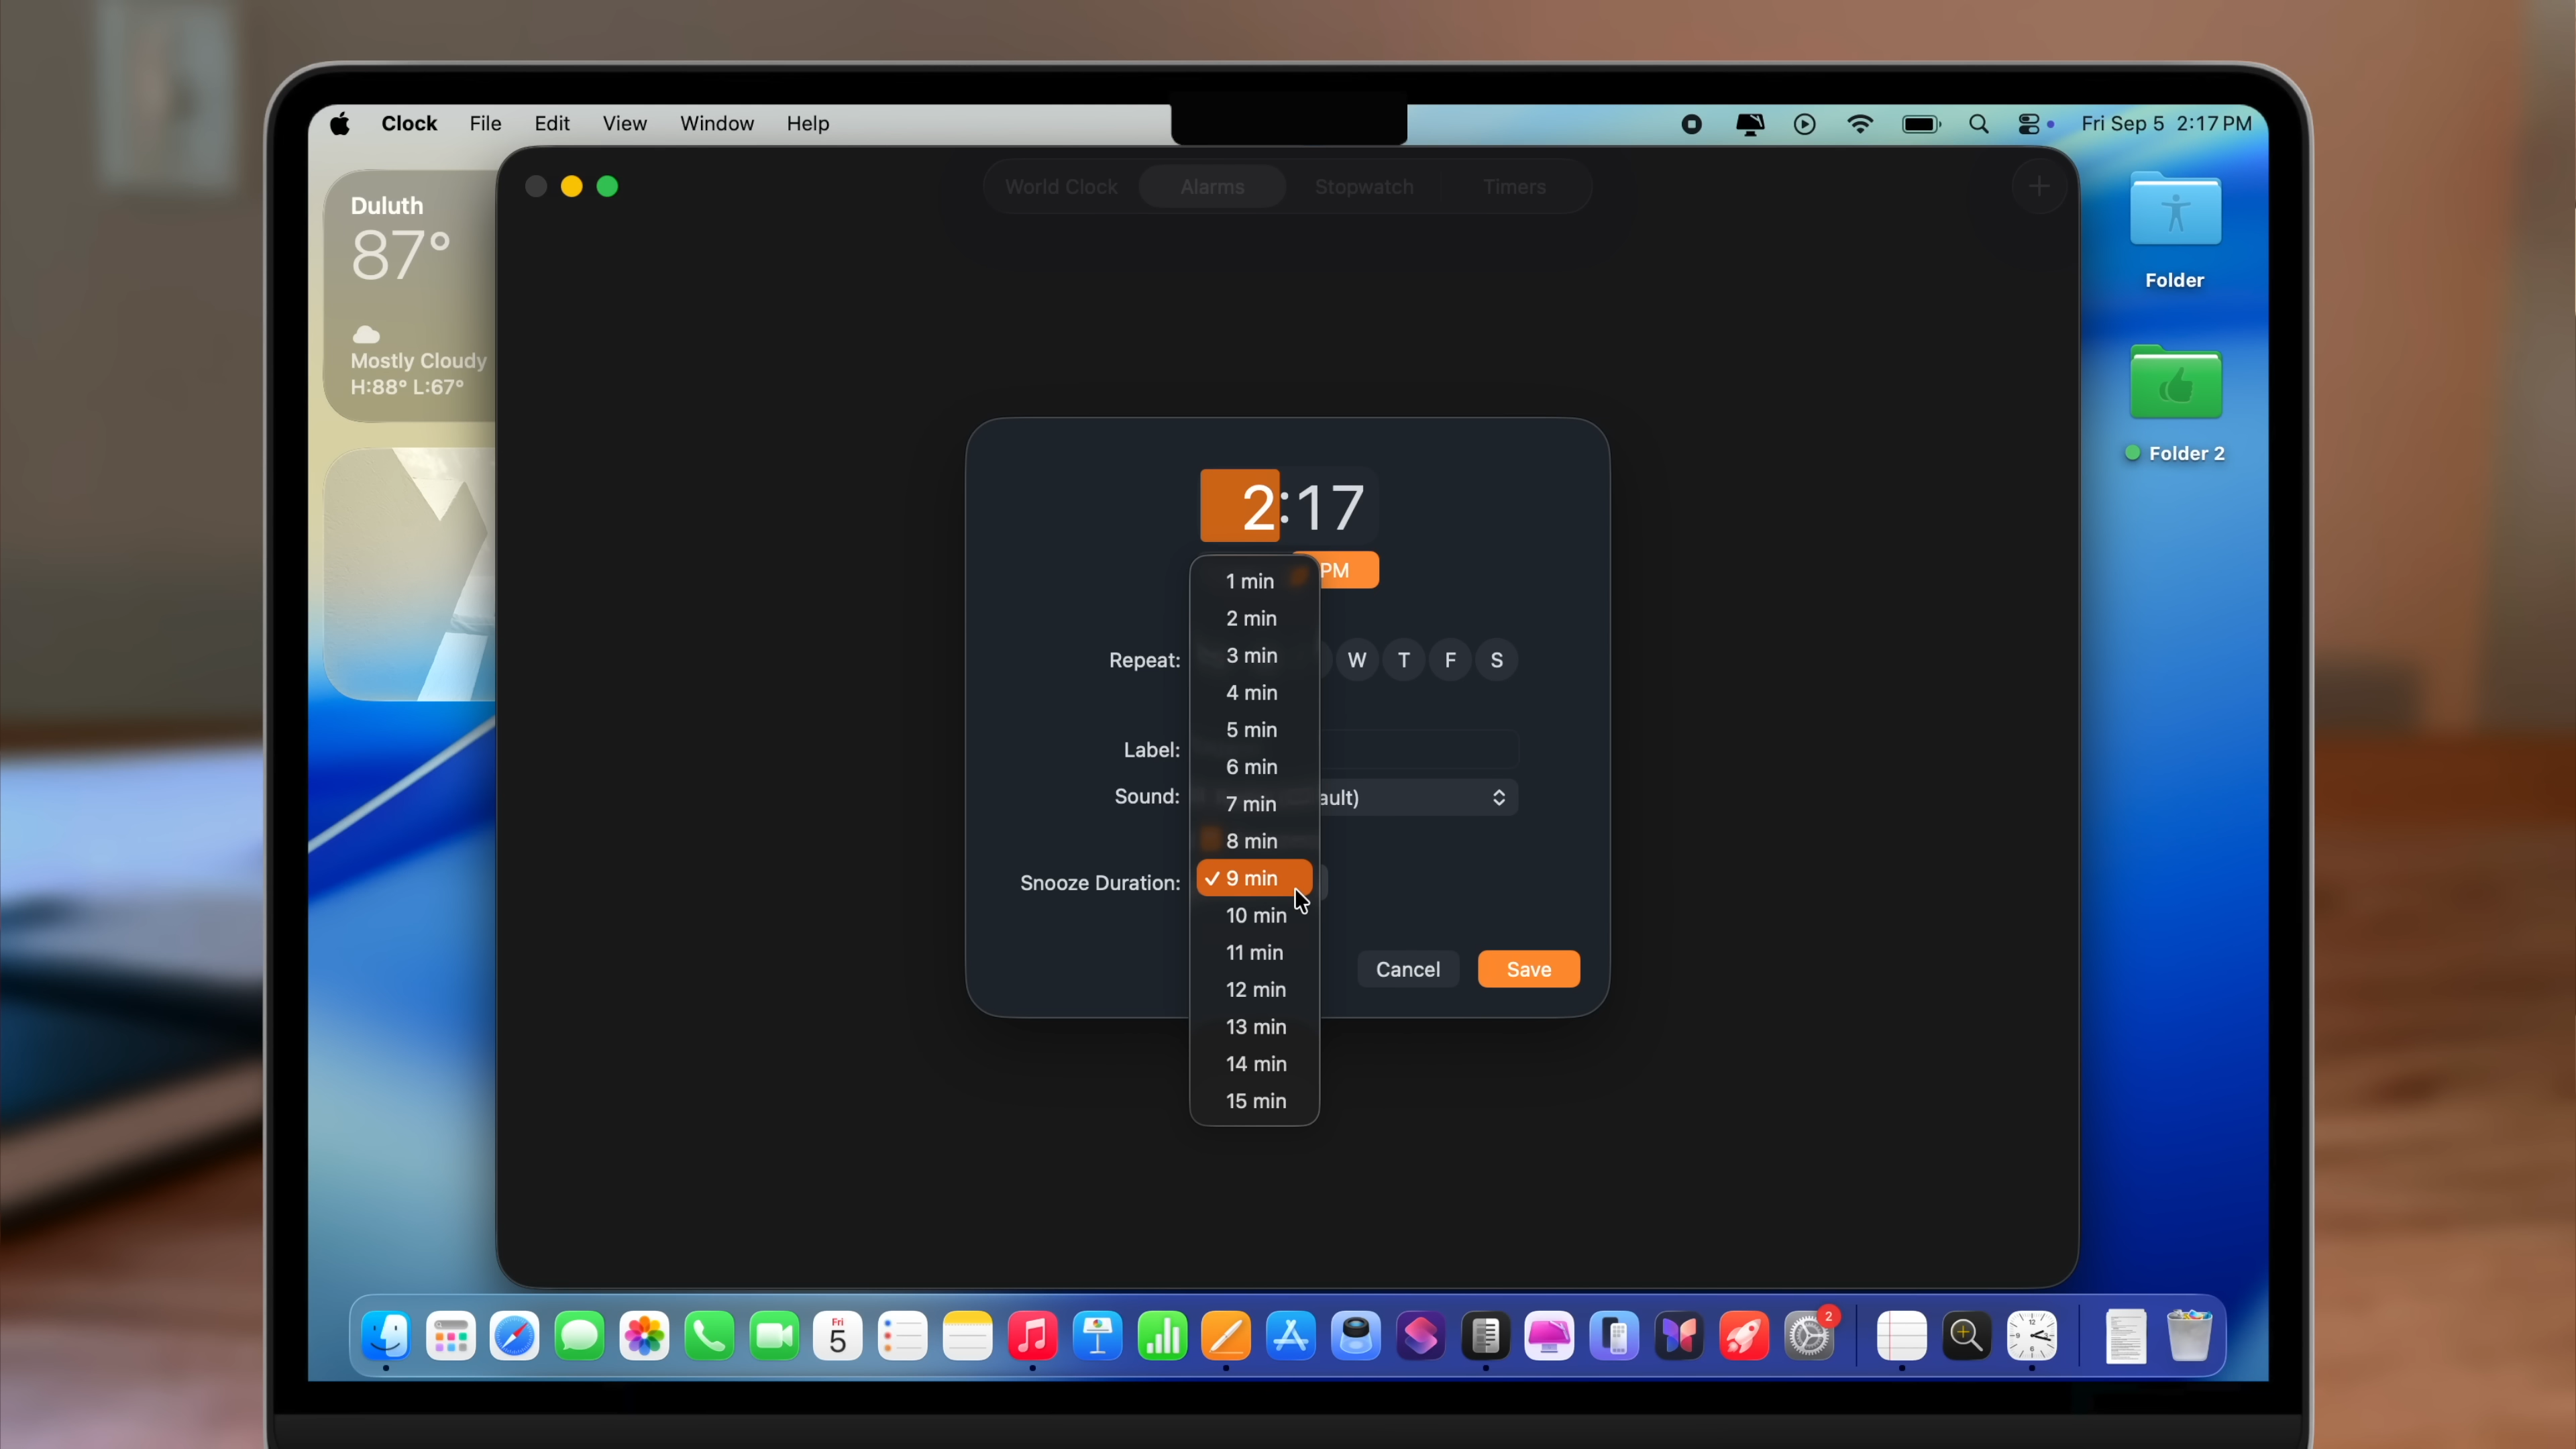 Clock File Edit View Window Help
Fri Sep 5 2:17 PM
World Clock Alarms Stopwatch Timers
Duluth
87°
Mostly Cloudy
H:88° L:67°
Folder
Folder 2
2:17
PM
1 min
2 min
3 min
4 min
5 min
6 min
7 min
8 min
✓ 9 min
10 min
11 min
12 min
13 min
14 min
15 min
Repeat:
W T F S
Label:
Sound:
ault)
Snooze Duration:
Cancel Save
Fri
5
2